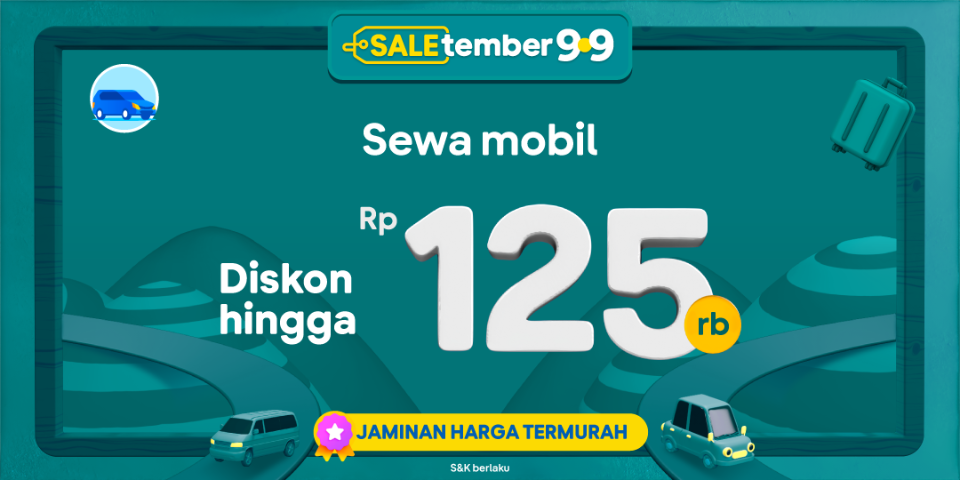 SALEtember 9.9
Sewa mobil
Diskon hingga
Rp 125 rb
JAMINAN HARGA TERMURAH
S&K berlaku